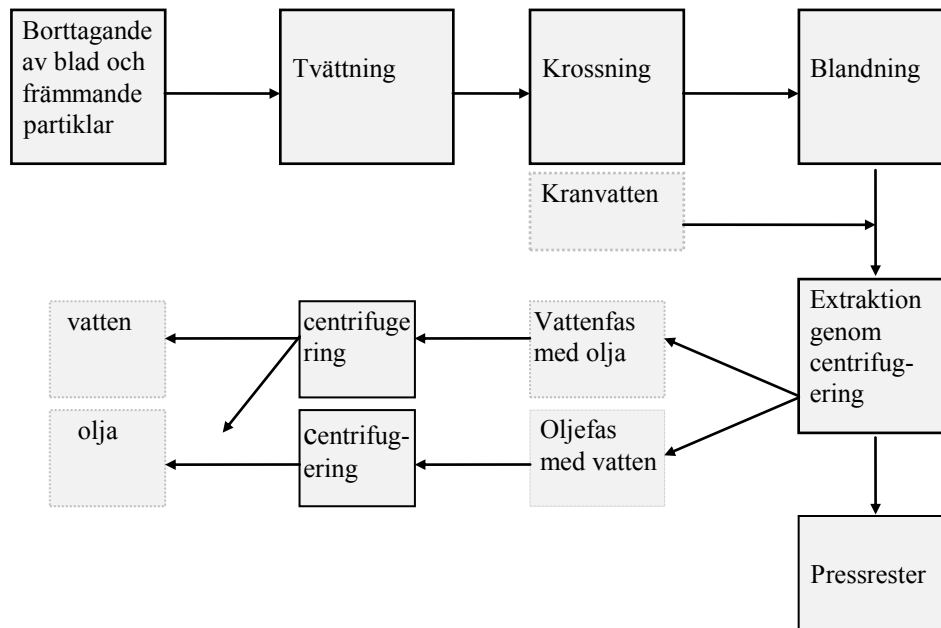 Borttagande
av blad och
främmande
partiklar
Tvättning
Krossning
Blandning
Kranvatten
Extraktion
genom
centrifug-
ering
vatten
centrifuge
ring
Vattenfas
med olja
olja
centrifug-
ering
Oljefas
med vatten
Pressrester